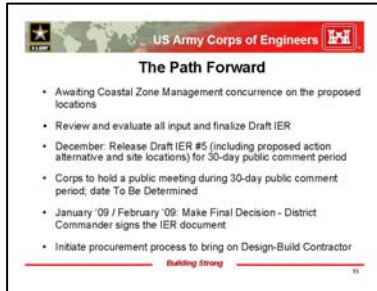 US Army Corps of Engineers
The Path Forward
• Awaiting Coastal Zone Management concurrence on the proposed
locations
• Review and evaluate all input and finalize Draft IER
• December: Release Draft IER #5 (including proposed action
alternative and site locations) for 30-day public comment period
• Corps to hold a public meeting during 30-day public comment
period; date To Be Determined
• January '09 / February '09: Make Final Decision - District
Commander signs the IER document
• Initiate procurement process to bring on Design-Build Contractor
Building Strong